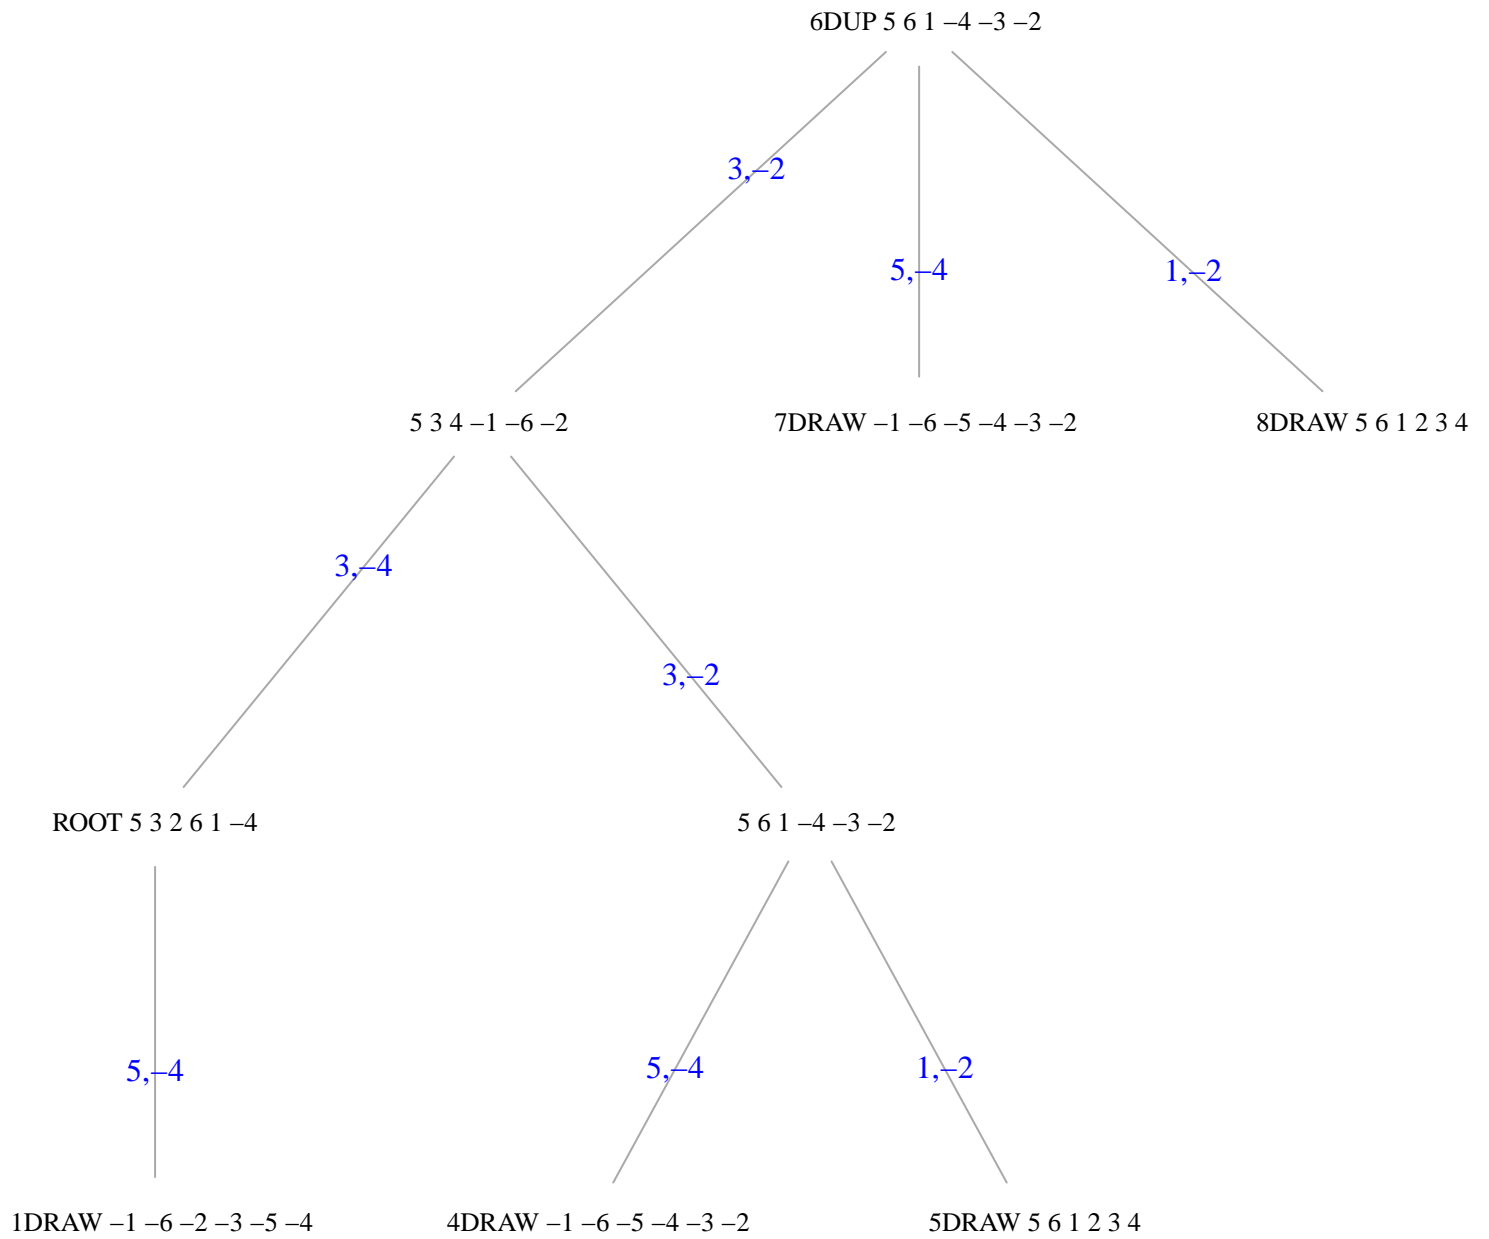 6DUP 5 6 1 –4 –3 –2
3,–2
5,–4
1,–2
5 3 4 –1 –6 –2
7DRAW –1 –6 –5 –4 –3 –2
8DRAW 5 6 1 2 3 4
3,–4
3,–2
ROOT 5 3 2 6 1 –4
5 6 1 –4 –3 –2
5,–4
5,–4
1,–2
1DRAW –1 –6 –2 –3 –5 –4
4DRAW –1 –6 –5 –4 –3 –2
5DRAW 5 6 1 2 3 4